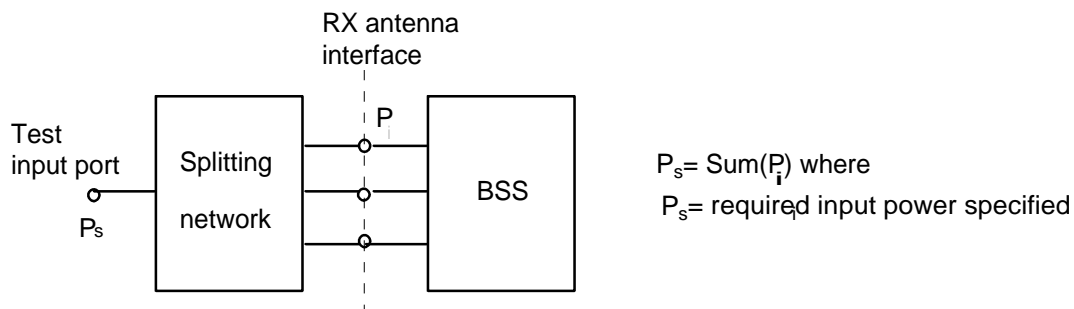 RX antenna
interface
Test
input port
Ps
Splitting
network
Pi
BSS
Ps= Sum(Pi) where
Ps= required input power specified